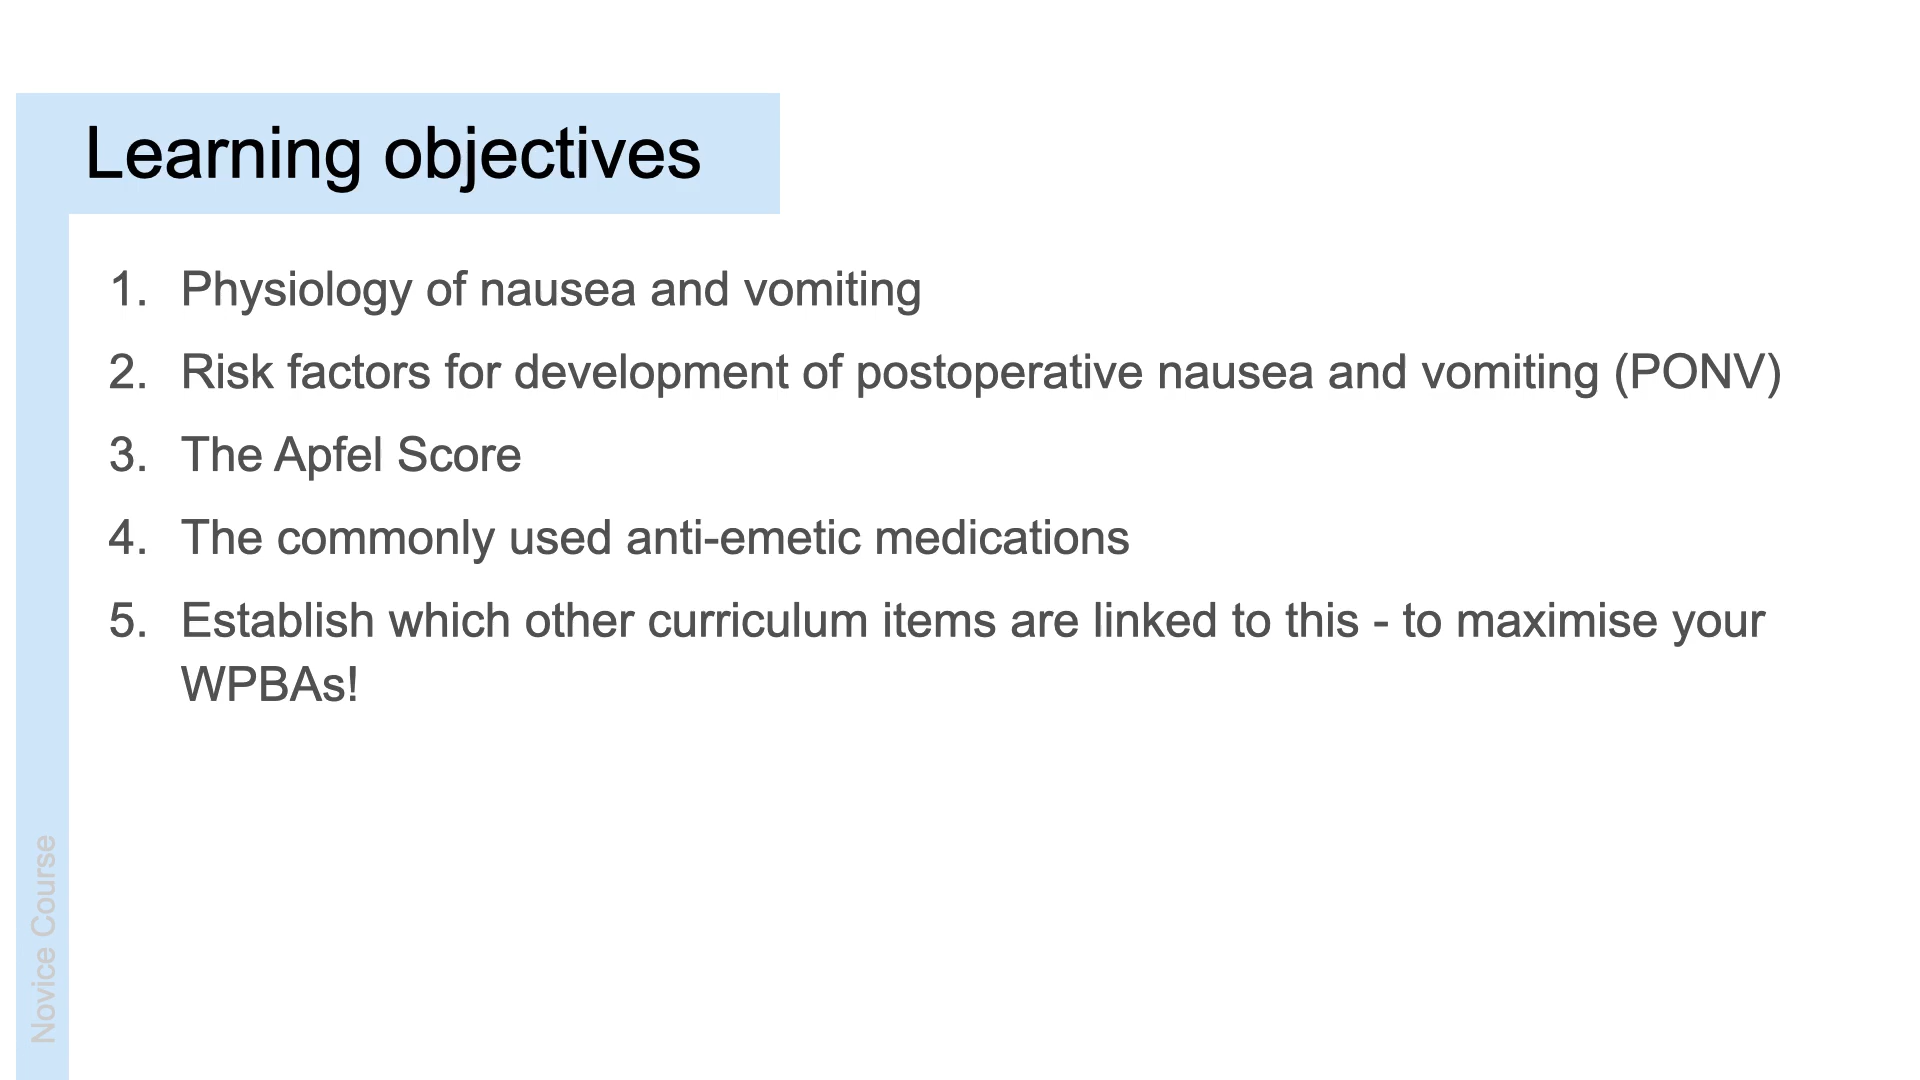 Learning objectives
1. Physiology of nausea and vomiting
2. Risk factors for development of postoperative nausea and vomiting (PONV)
3. The Apfel Score
4. The commonly used anti-emetic medications
5. Establish which other curriculum items are linked to this - to maximise your
WPBAs!
Novice Course